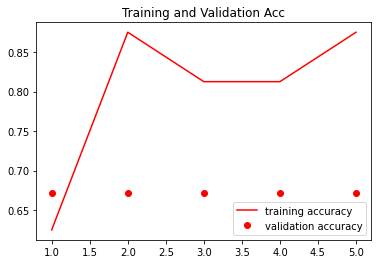 Training and Validation Acc
0.85
0.80
0.75
0.70
0.65
training accuracy
validation accuracy
1.0 1.5 2.0 2.5 3.0 3.5 4.0 4.5 5.0